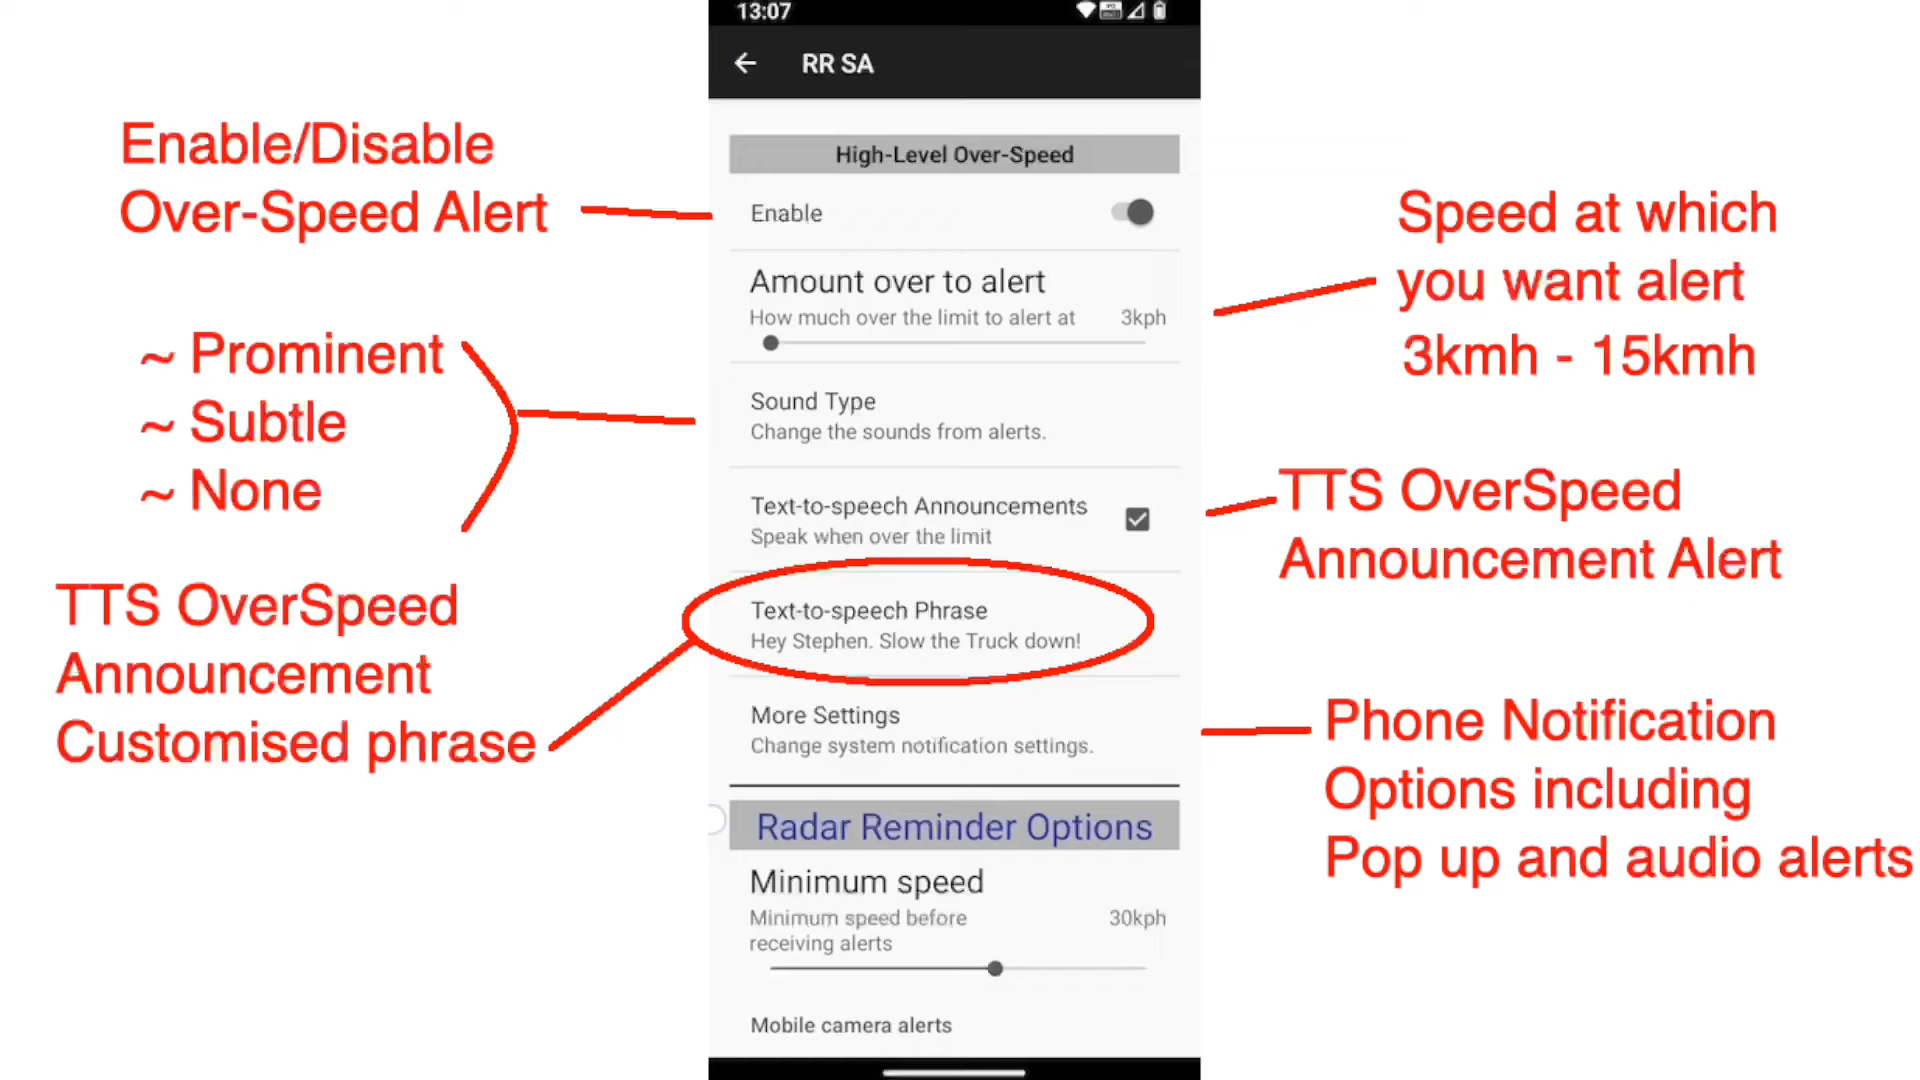 13:07
RR SA
High-Level Over-Speed
Enable
Amount over to alert
How much over the limit to alert at 3kph
Sound Type
Change the sounds from alerts.
Text-to-speech Announcements
Speak when over the limit
Text-to-speech Phrase
Hey Stephen. Slow the Truck down!
More Settings
Change system notification settings.
Radar Reminder Options
Minimum speed
Minimum speed before 30kph
receiving alerts
Mobile camera alerts
Enable/Disable
Over-Speed Alert
~ Prominent
~ Subtle
~ None
TTS OverSpeed
Announcement
Customised phrase
Speed at which
you want alert
3kmh - 15kmh
TTS OverSpeed
Announcement Alert
Phone Notification
Options including
Pop up and audio alerts